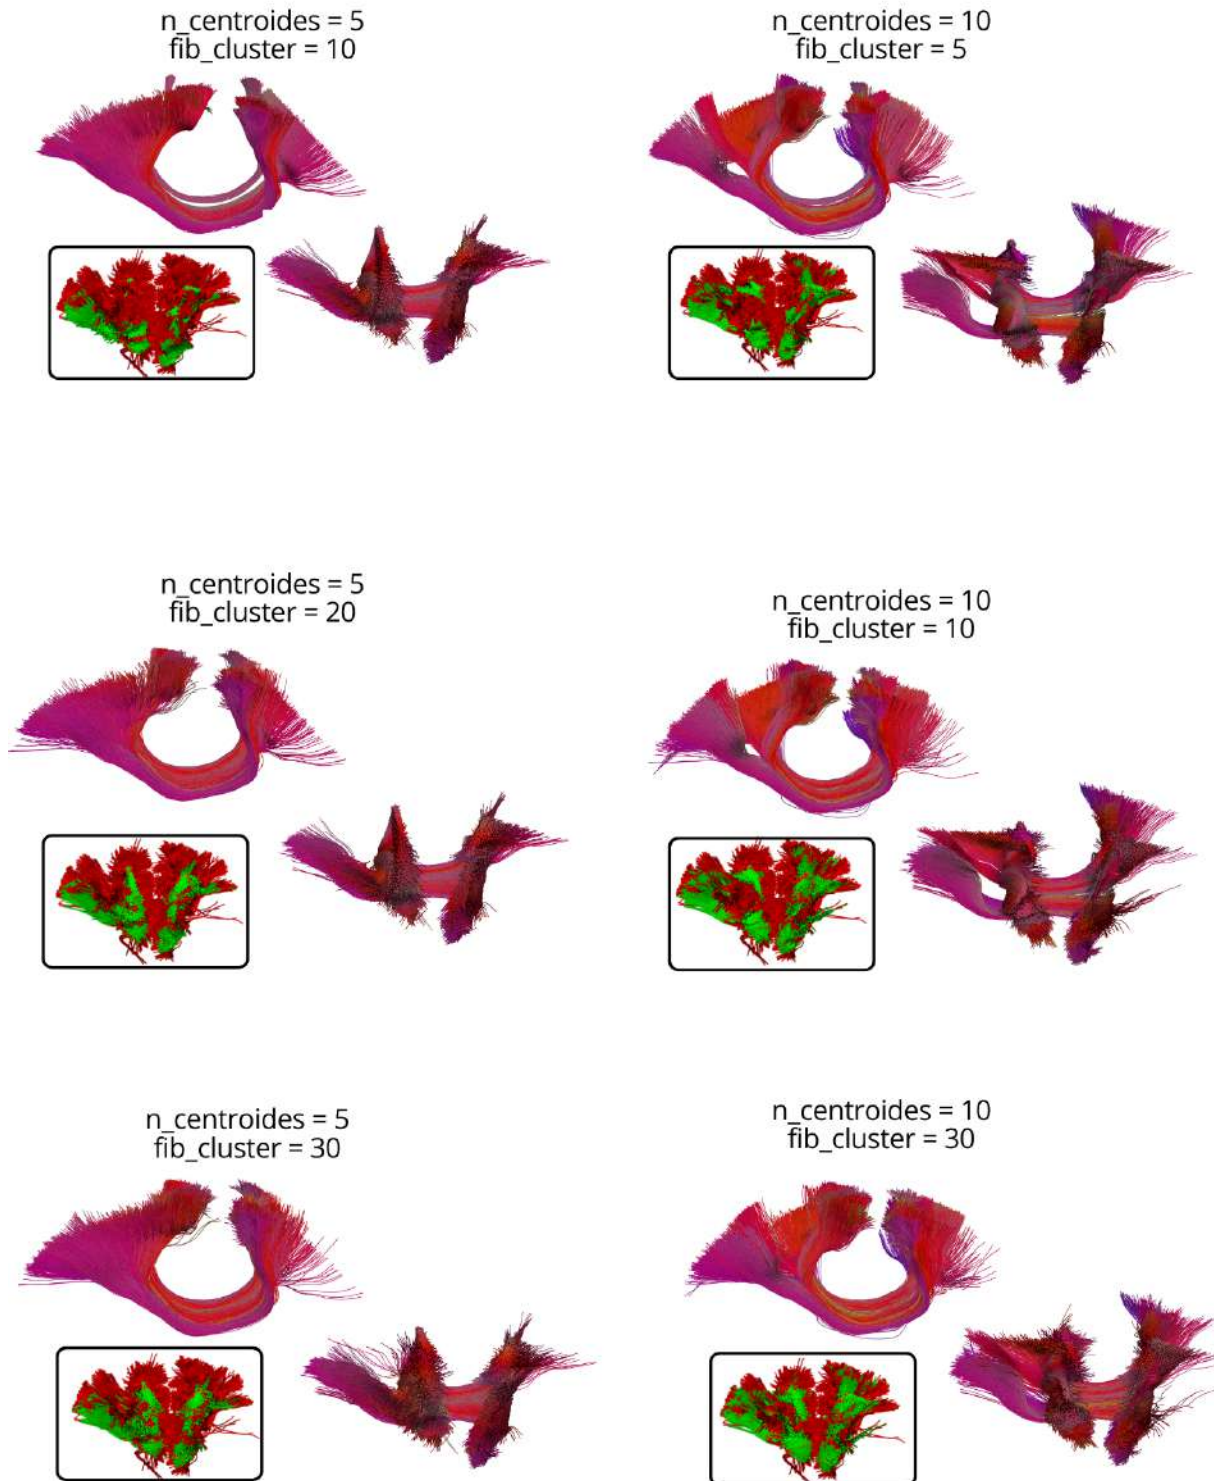 n_centroides = 5
fib_cluster = 10
n_centroides = 10
fib_cluster = 5
n_centroides = 5
fib_cluster = 20
n_centroides = 10
fib_cluster = 10
n_centroides = 5
fib_cluster = 30
n_centroides = 10
fib_cluster = 30